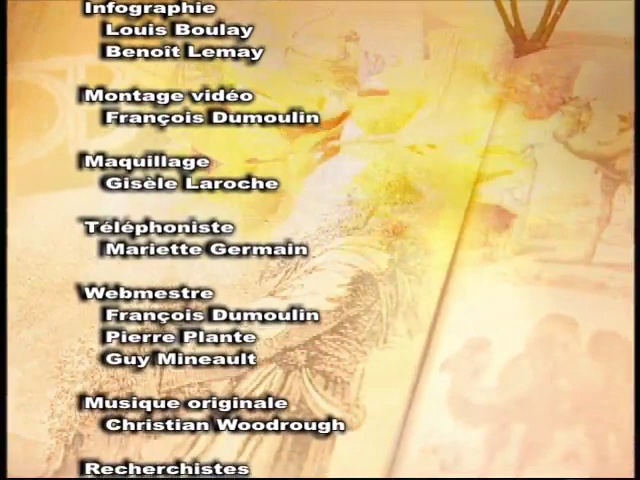 Infographie
Louis Boulay
Benoît Lemay
Montage vidéo
François Dumoulin
Maquillage
Gisèle Laroche
Téléphoniste
Mariette Germain
Webmestre
François Dumoulin
Pierre Plante
Guy Mineault
Musique originale
Christian Woodrough
Recherchistes